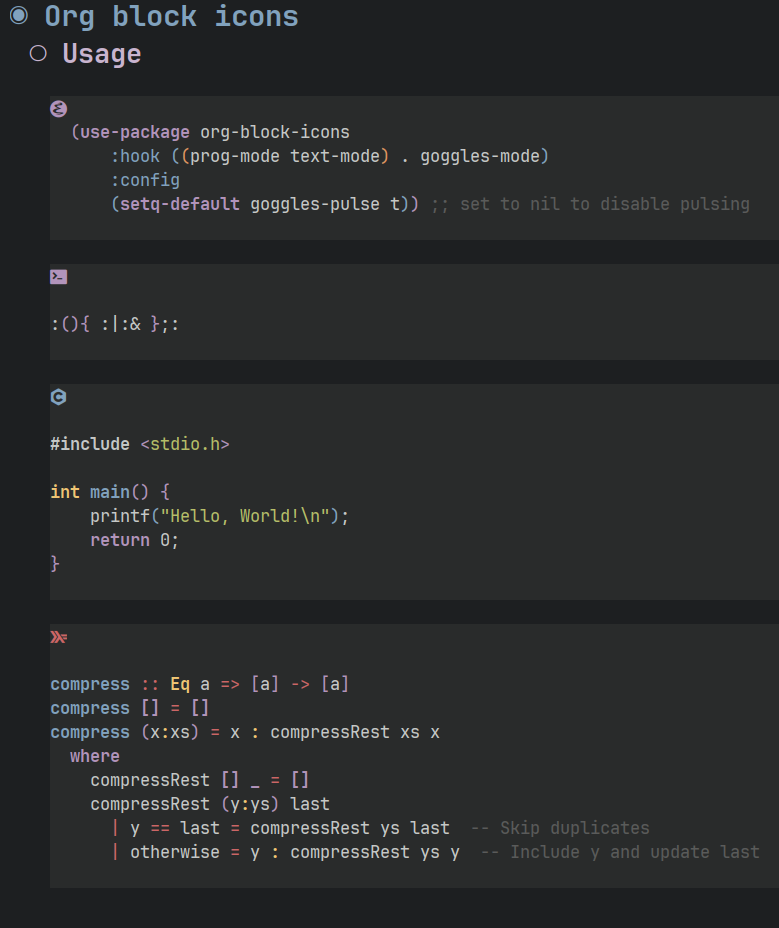 Org block icons
Usage
(use-package org-block-icons
:hook ((prog-mode text-mode) . goggles-mode)
:config
(setq-default goggles-pulse t)) ;; set to nil to disable pulsing
:(){ :|:& };:
C
#include <stdio.h>
int main() {
printf("Hello, World!\n");
return 0;
}
compress :: Eq a => [a] -> [a]
compress [] = []
compress (x:xs) = x : compressRest xs x
where
compressRest [] _ = []
compressRest (y:ys) last
| y == last = compressRest ys last -- Skip duplicates
| otherwise = y : compressRest ys y -- Include y and update last